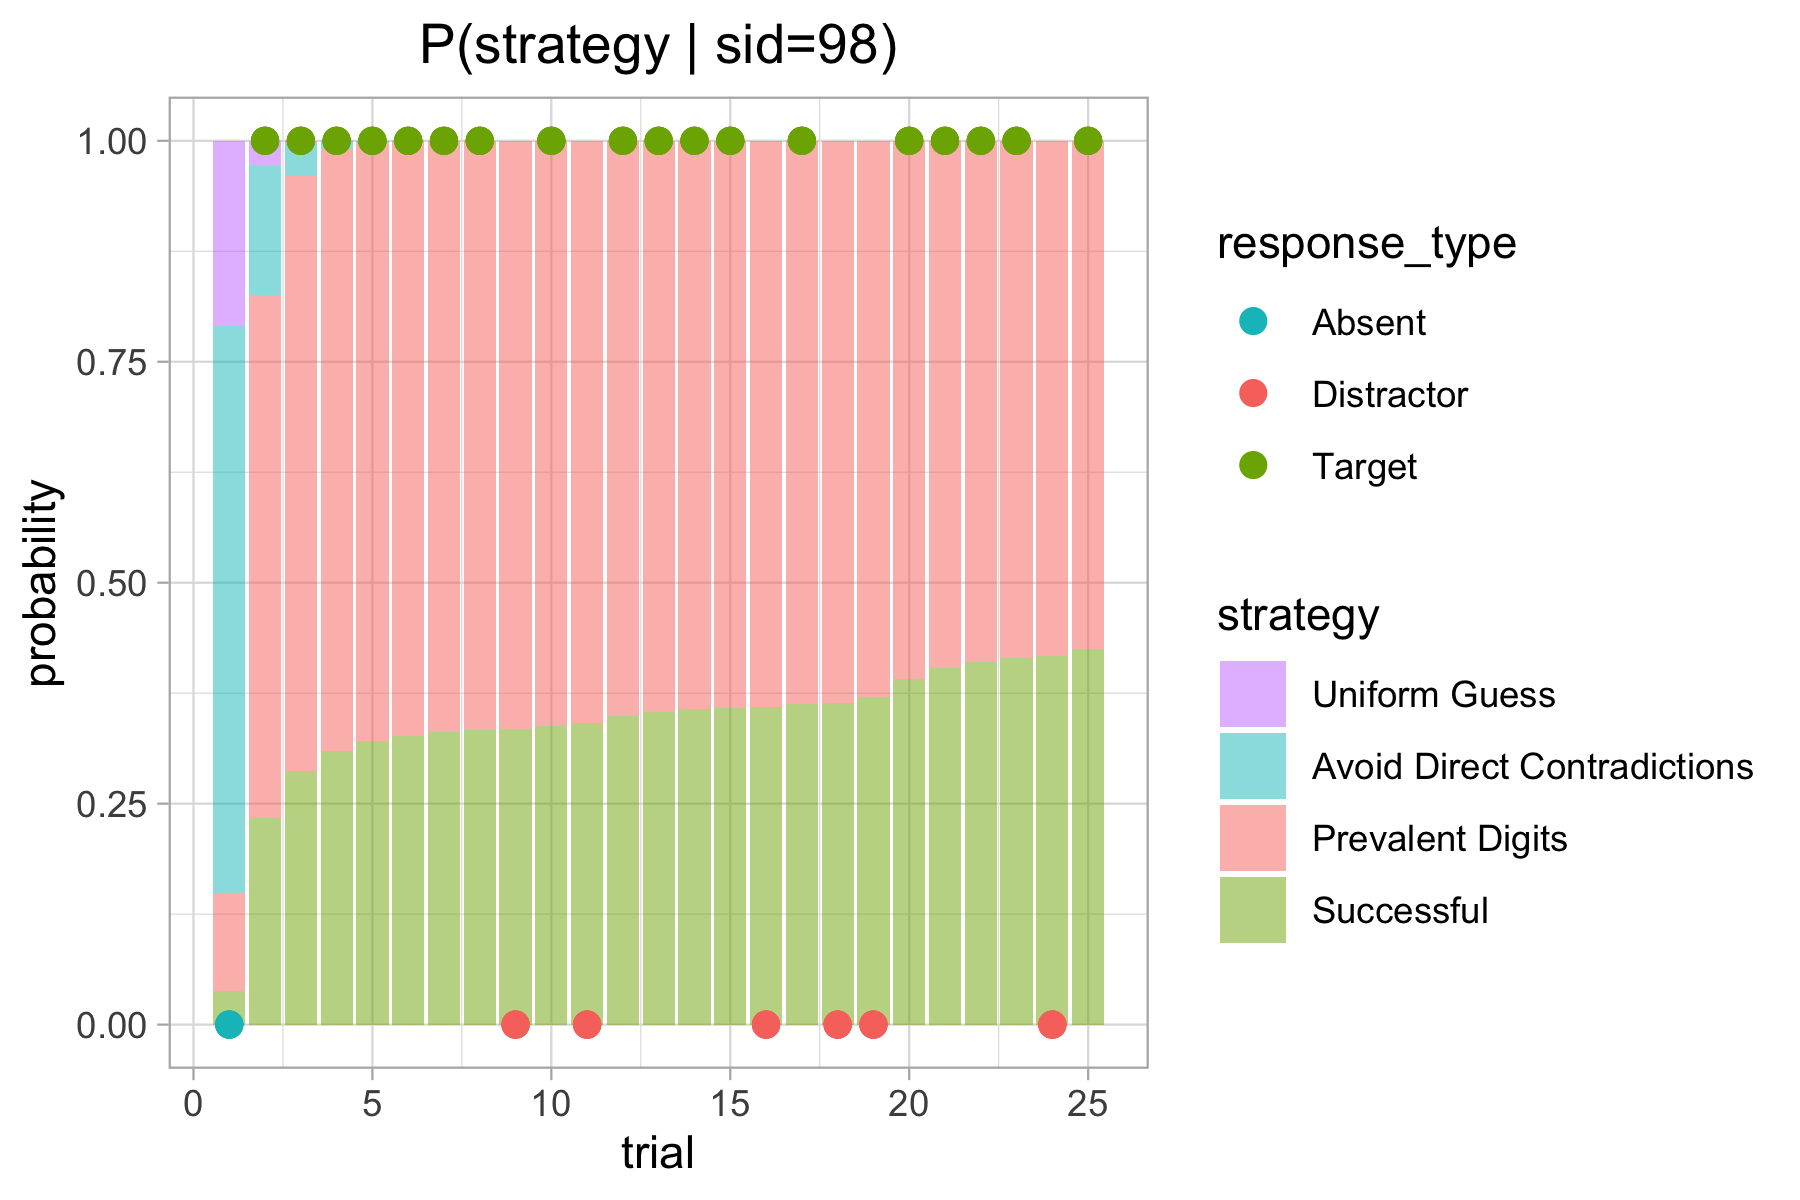 P(strategy | sid=98)
probability
1.00
0.75
0.50
0.25
0.00
0 5 10 15 20 25
trial
response_type
Absent
Distractor
Target
strategy
Uniform Guess
Avoid Direct Contradictions
Prevalent Digits
Successful